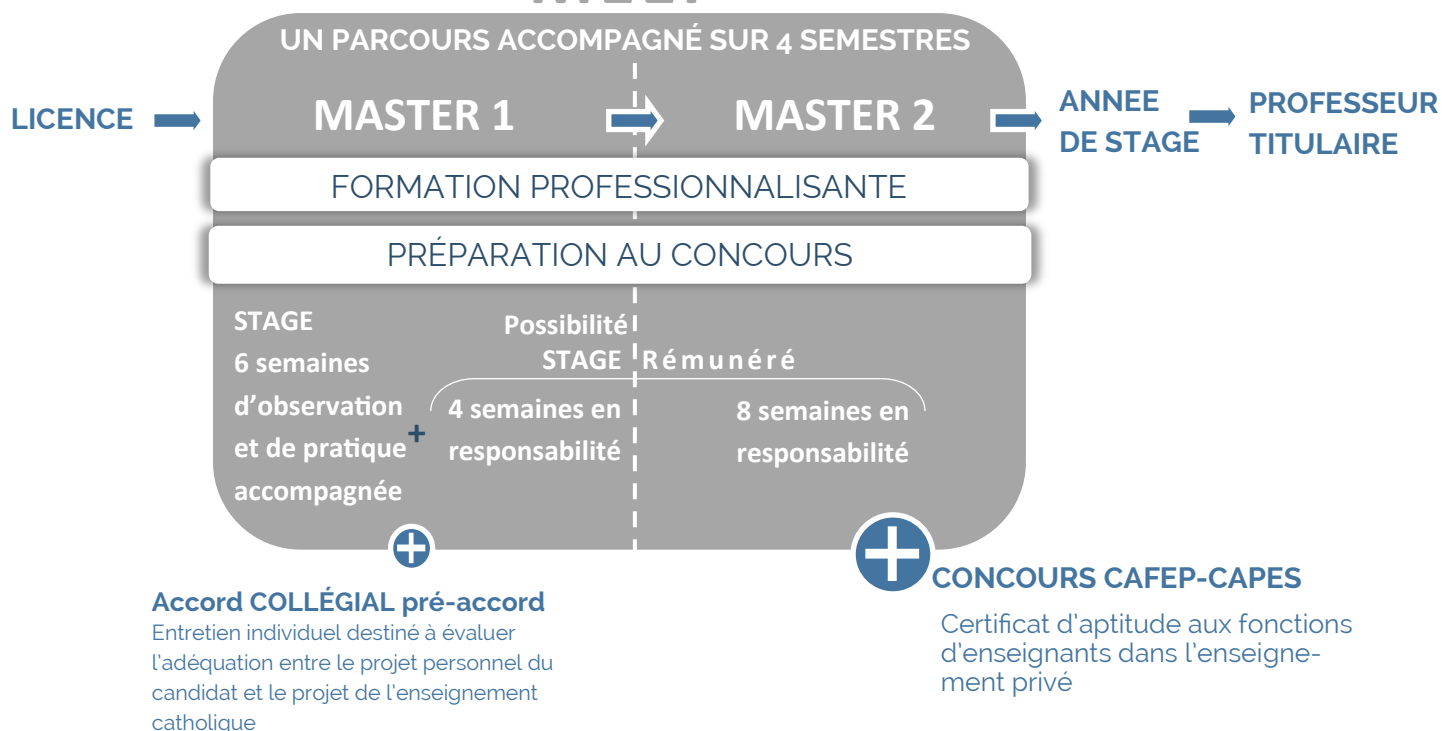 UN PARCOURS ACCOMPAGNÉ SUR 4 SEMESTRES
LICENCE
MASTER 1
MASTER 2
ANNEE
DE STAGE
PROFESSEUR
TITULAIRE
FORMATION PROFESSIONNALISANTE
PRÉPARATION AU CONCOURS
STAGE
6 semaines
d'observation
et de pratique
accompagnée
+
Possibilité
STAGE Rémunéré
4 semaines en
responsabilité
8 semaines en
responsabilité
Accord COLLÉGIAL pré-accord
Entretien individuel destiné à évaluer
l'adéquation entre le projet personnel du
candidat et le projet de l'enseignement
catholique
CONCOURS CAFEP-CAPES
Certificat d'aptitude aux fonctions
d'enseignants dans l'enseigne-
ment privé